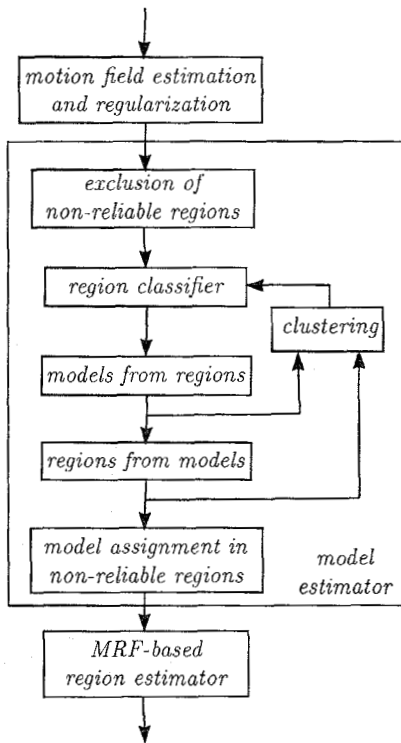 motion field estimation
and regularization
exclusion of
non-reliable regions
region classifier
clustering
models from regions
regions from models
model assignment in
non-reliable regions
model
estimator
MRF-based
region estimator